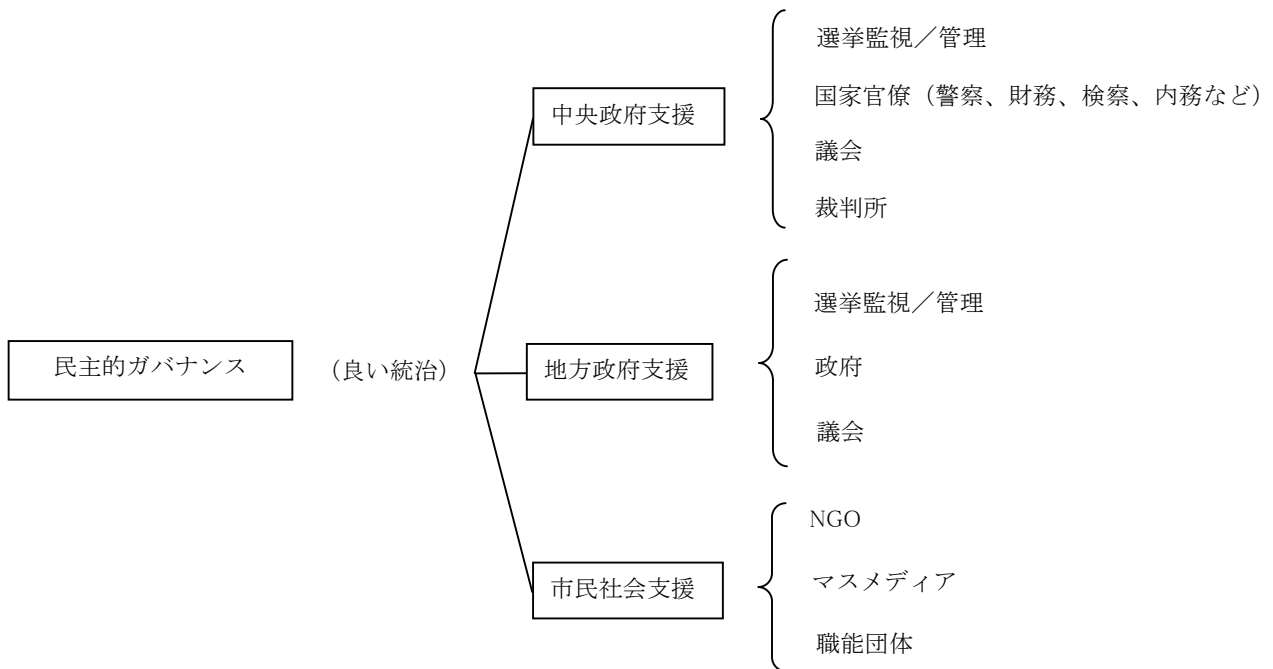 民主的ガバナンス
（良い統治）
中央政府支援
選挙監視／管理
国家官僚（警察、財務、検察、内務など）
議会
裁判所
地方政府支援
選挙監視／管理
政府
議会
市民社会支援
NGO
マスメディア
職能団体